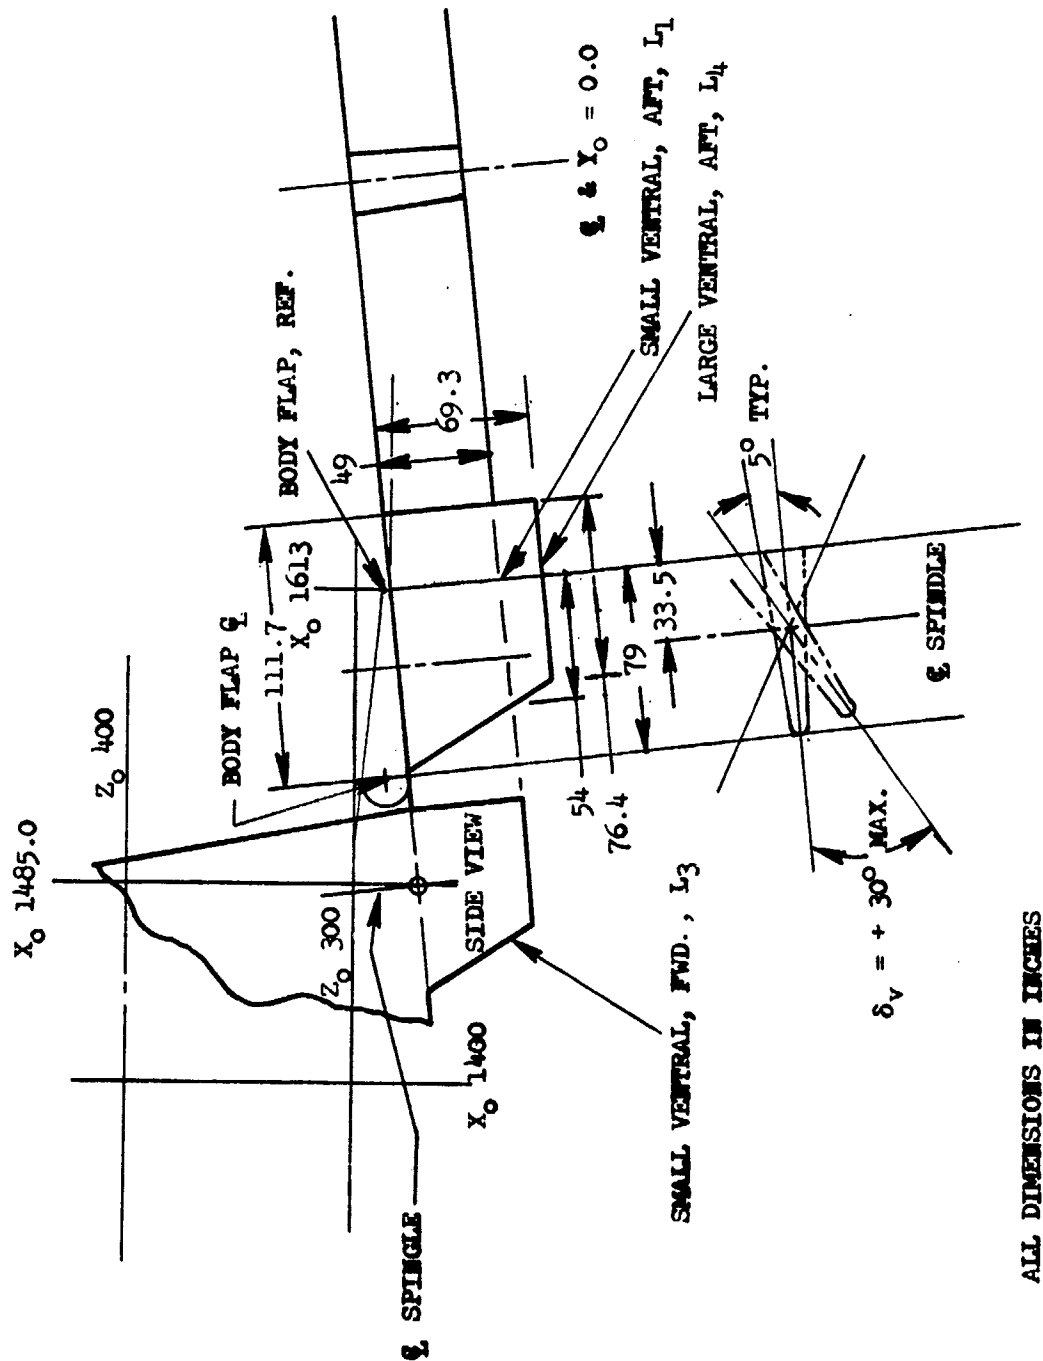 X₀ 1485.0
Z₀ 400
BODY FLAP ℄
111.7
X₀ 1613
BODY FLAP, REF.
49
69.3
℄ & Y₀ = 0.0
SMALL VENTRAL, AFT, L₁
LARGE VENTRAL, AFT, L₄
Z₀ 300
SIDE VIEW
X₀ 1400
℄ SPINGLE
54
76.4
79
33.5
SMALL VENTRAL, FWD., L₃
5° TYP.
℄ SPINDLE
δᵥ = + 30° MAX.
ALL DIMENSIONS IN INCHES